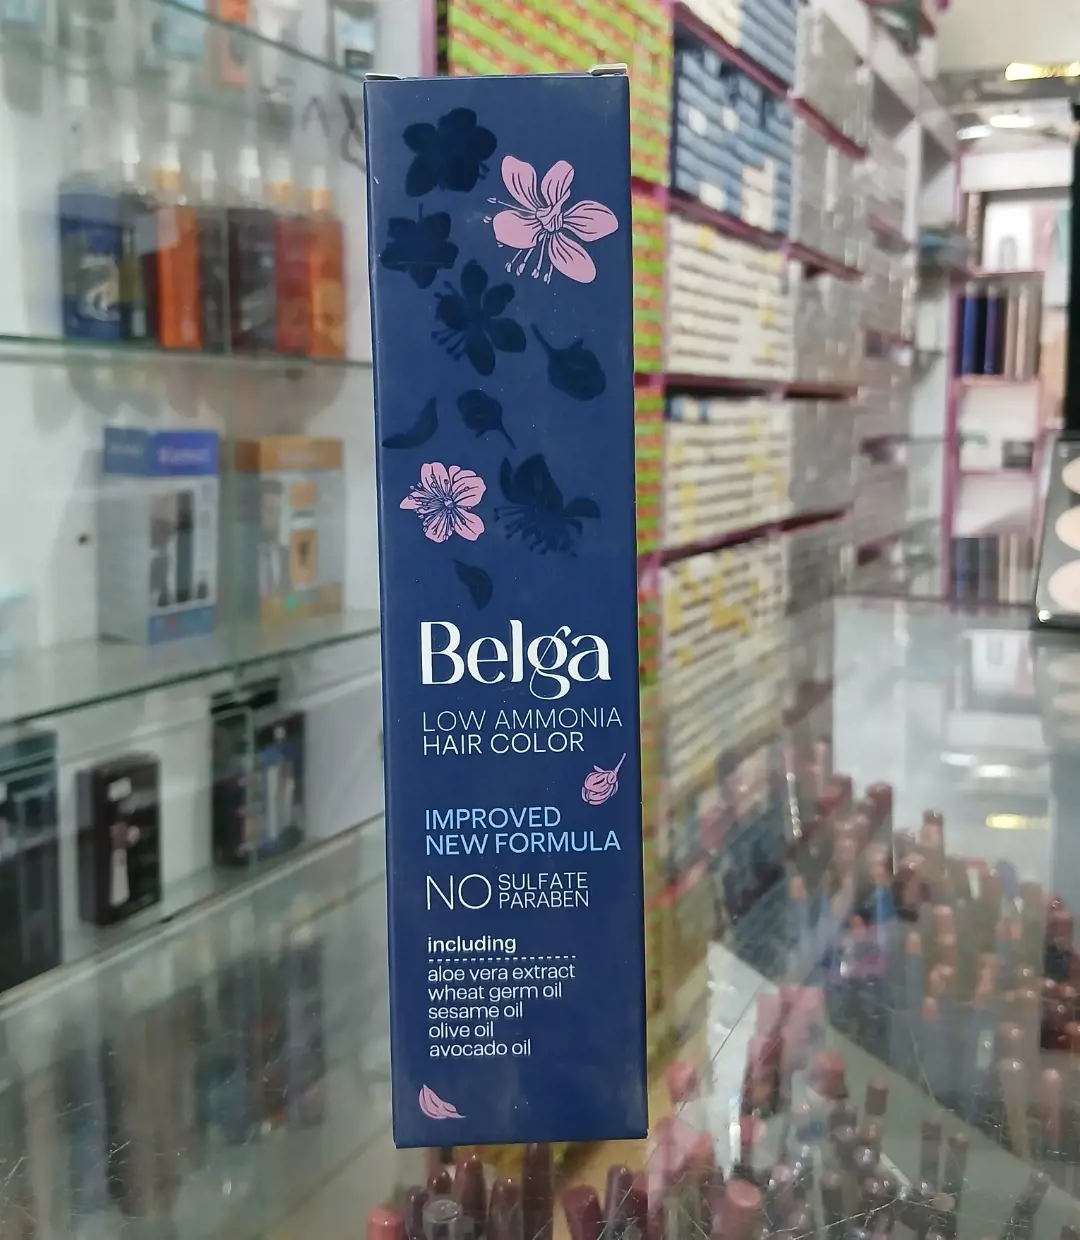 Belga
LOW AMMONIA
HAIR COLOR
IMPROVED
NEW FORMULA
NO SULFATE
PARABEN
including
aloe vera extract
wheat germ oil
sesame oil
olive oil
avocado oil